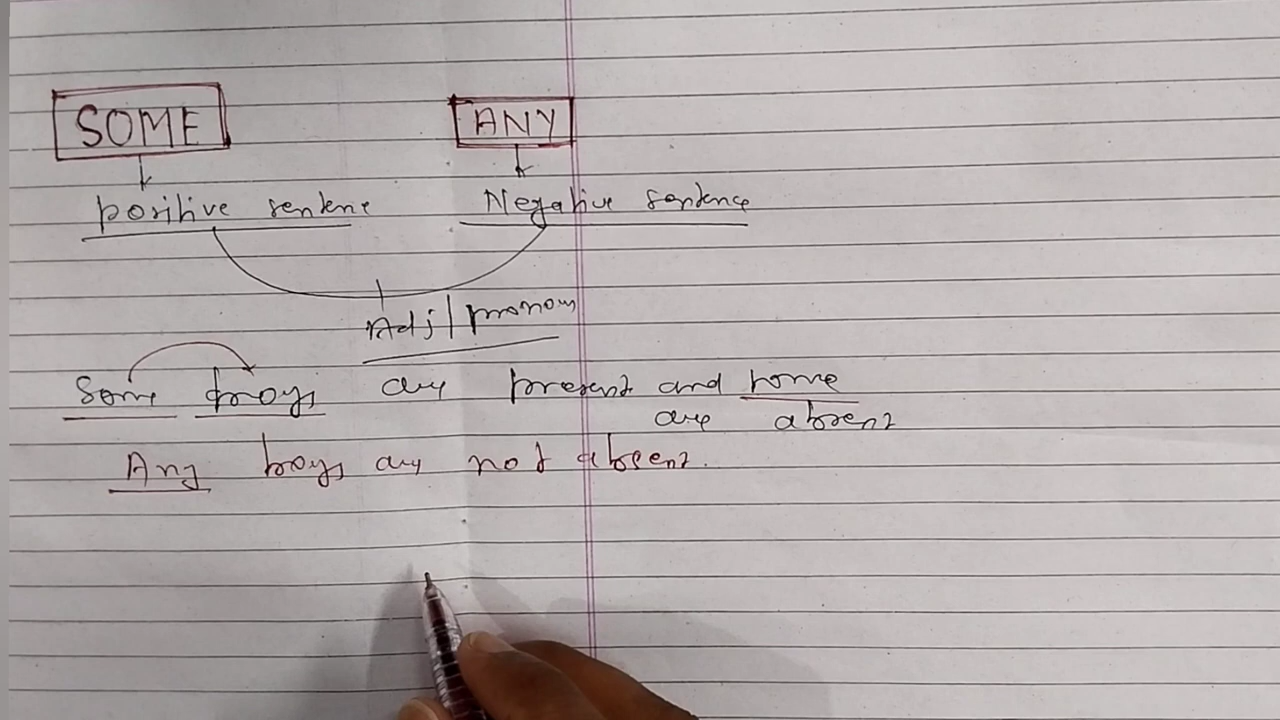 SOME ANY
positive sentence Negative sentence
Adj/pronoun
Some boys are present and some
are absent
Any boys are not absent.